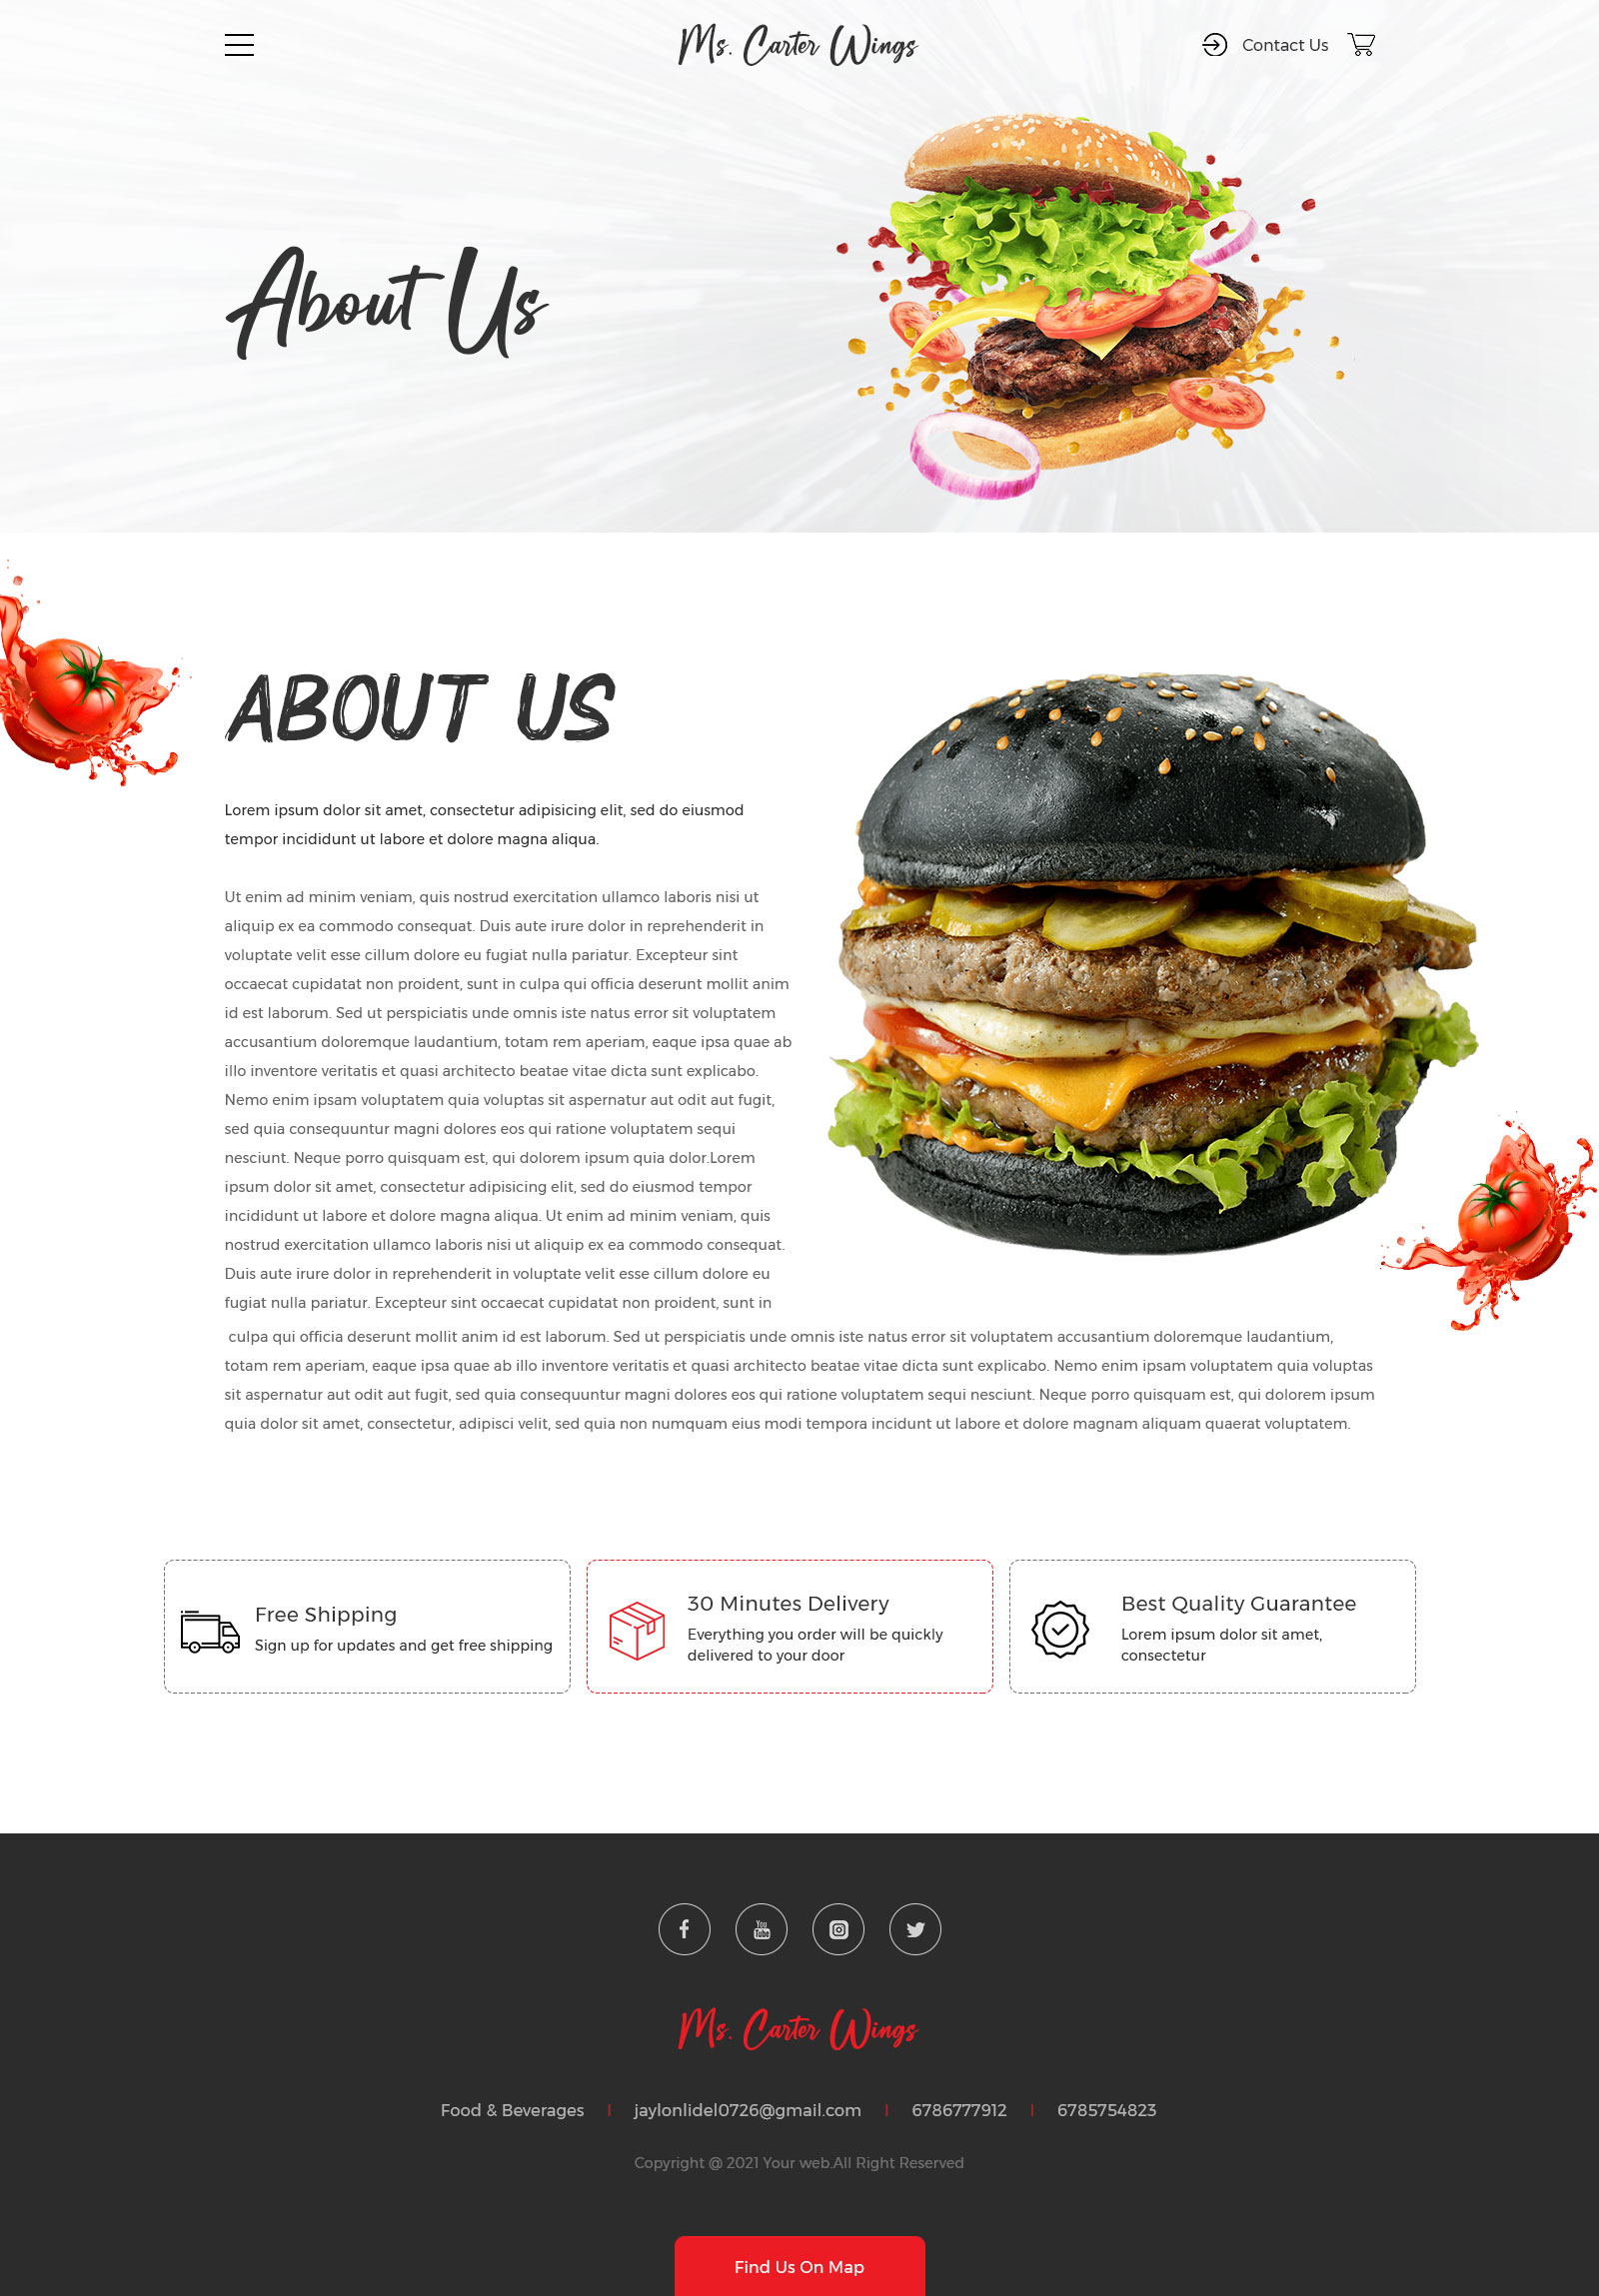 Ms. Carter Wings
Contact Us
About Us
ABOUT US
Lorem ipsum dolor sit amet, consectetur adipisicing elit, sed do eiusmod
tempor incididunt ut labore et dolore magna aliqua.
Ut enim ad minim veniam, quis nostrud exercitation ullamco laboris nisi ut
aliquip ex ea commodo consequat. Duis aute irure dolor in reprehenderit in
voluptate velit esse cillum dolore eu fugiat nulla pariatur. Excepteur sint
occaecat cupidatat non proident, sunt in culpa qui officia deserunt mollit anim
id est laborum. Sed ut perspiciatis unde omnis iste natus error sit voluptatem
accusantium doloremque laudantium, totam rem aperiam, eaque ipsa quae ab
illo inventore veritatis et quasi architecto beatae vitae dicta sunt explicabo.
Nemo enim ipsam voluptatem quia voluptas sit aspernatur aut odit aut fugit,
sed quia consequuntur magni dolores eos qui ratione voluptatem sequi
nesciunt. Neque porro quisquam est, qui dolorem ipsum quia dolor.Lorem
ipsum dolor sit amet, consectetur adipisicing elit, sed do eiusmod tempor
incididunt ut labore et dolore magna aliqua. Ut enim ad minim veniam, quis
nostrud exercitation ullamco laboris nisi ut aliquip ex ea commodo consequat.
Duis aute irure dolor in reprehenderit in voluptate velit esse cillum dolore eu
fugiat nulla pariatur. Excepteur sint occaecat cupidatat non proident, sunt in
culpa qui officia deserunt mollit anim id est laborum. Sed ut perspiciatis unde omnis iste natus error sit voluptatem accusantium doloremque laudantium,
totam rem aperiam, eaque ipsa quae ab illo inventore veritatis et quasi architecto beatae vitae dicta sunt explicabo. Nemo enim ipsam voluptatem quia voluptas
sit aspernatur aut odit aut fugit, sed quia consequuntur magni dolores eos qui ratione voluptatem sequi nesciunt. Neque porro quisquam est, qui dolorem ipsum
quia dolor sit amet, consectetur, adipisci velit, sed quia non numquam eius modi tempora incidunt ut labore et dolore magnam aliquam quaerat voluptatem.
Free Shipping
Sign up for updates and get free shipping
30 Minutes Delivery
Everything you order will be quickly
delivered to your door
Best Quality Guarantee
Lorem ipsum dolor sit amet,
consectetur
You
Tube
Ms. Carter Wings
Food & Beverages | jaylonlidel0726@gmail.com | 6786777912 | 6785754823
Copyright @ 2021 Your web.All Right Reserved
Find Us On Map